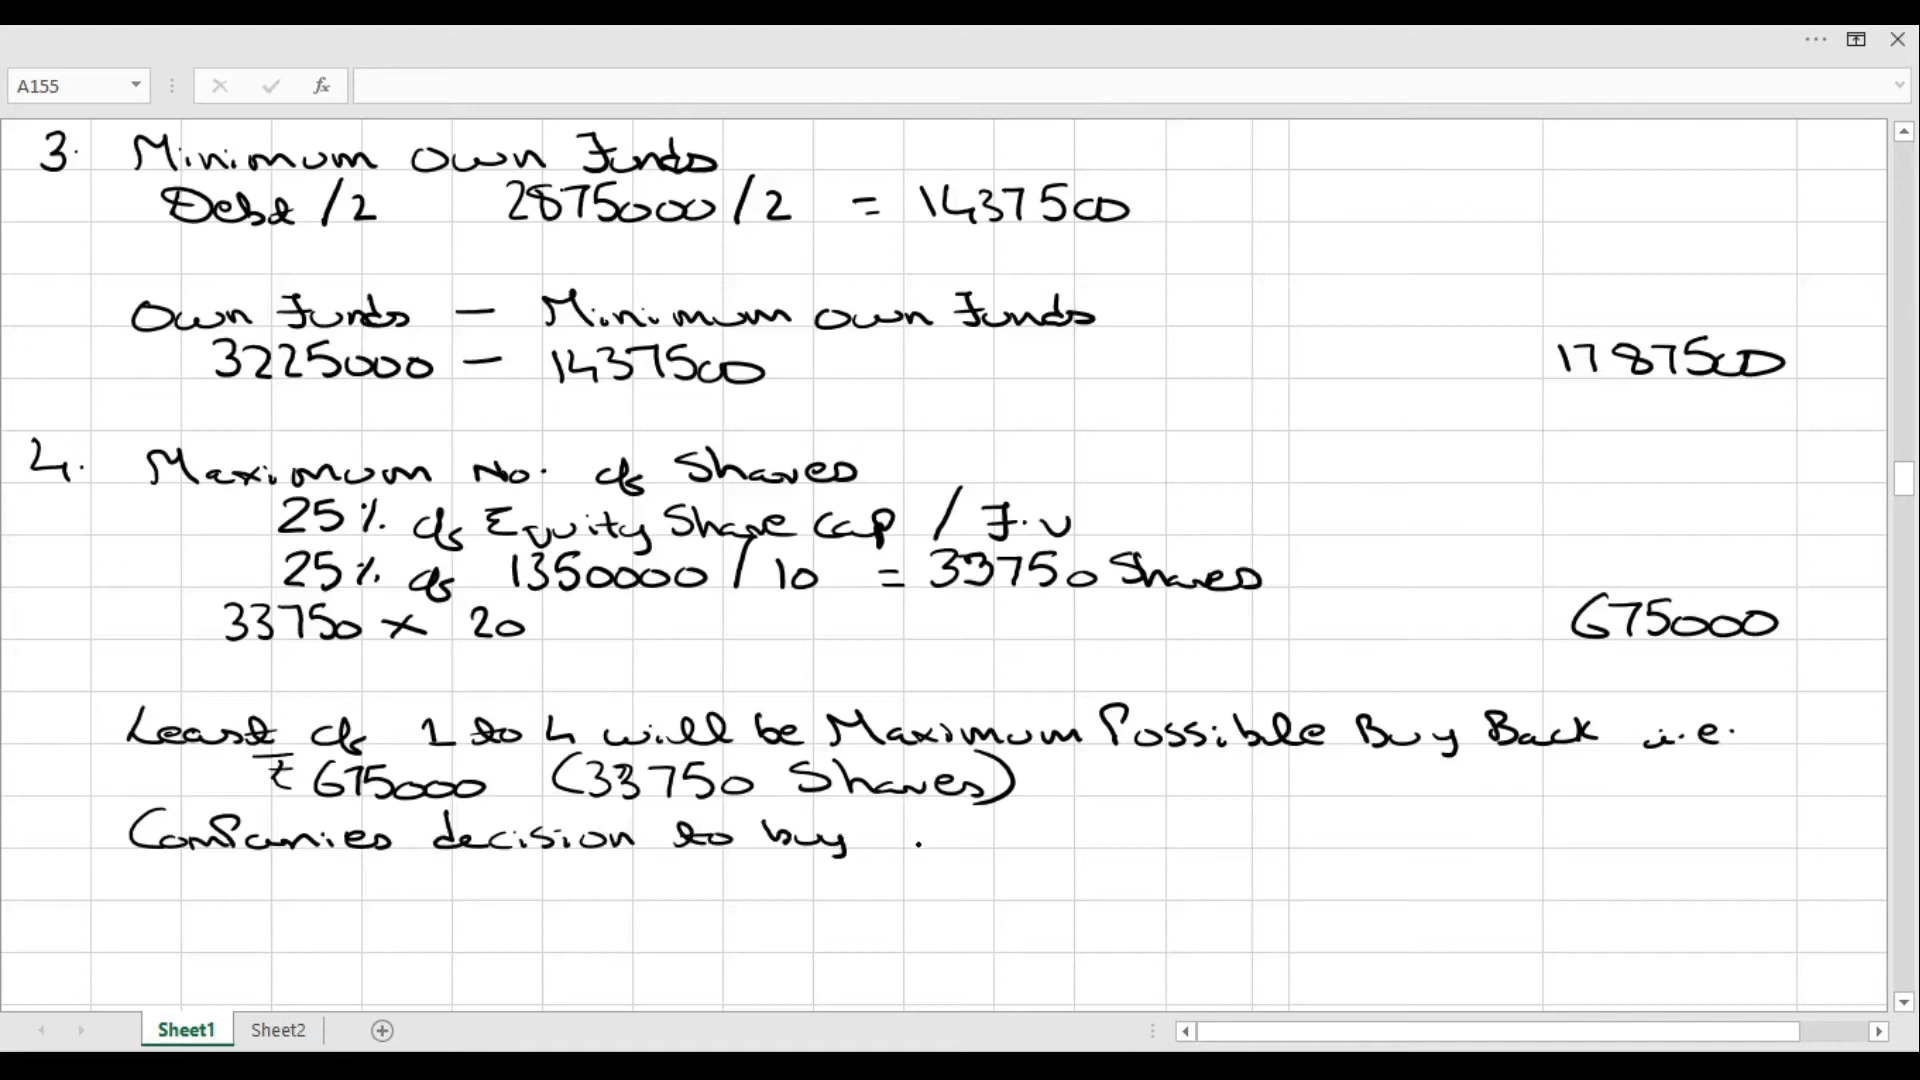 A155
fx
3. Minimum Own Funds
Debt /2 2875000/2 = 1437500
Own Funds - Minimum Own Funds
3225000 - 1437500 1787500
4. Maximum No. of Shares
25% of Equity Share Cap / F.V
25% of 1350000 / 10 = 33750 Shares
33750 x 20 675000
Least of 1 to 4 will be Maximum Possible Buy Back i.e.
₹ 675000 (33750 Shares)
Companies decision to buy .
Sheet1 Sheet2